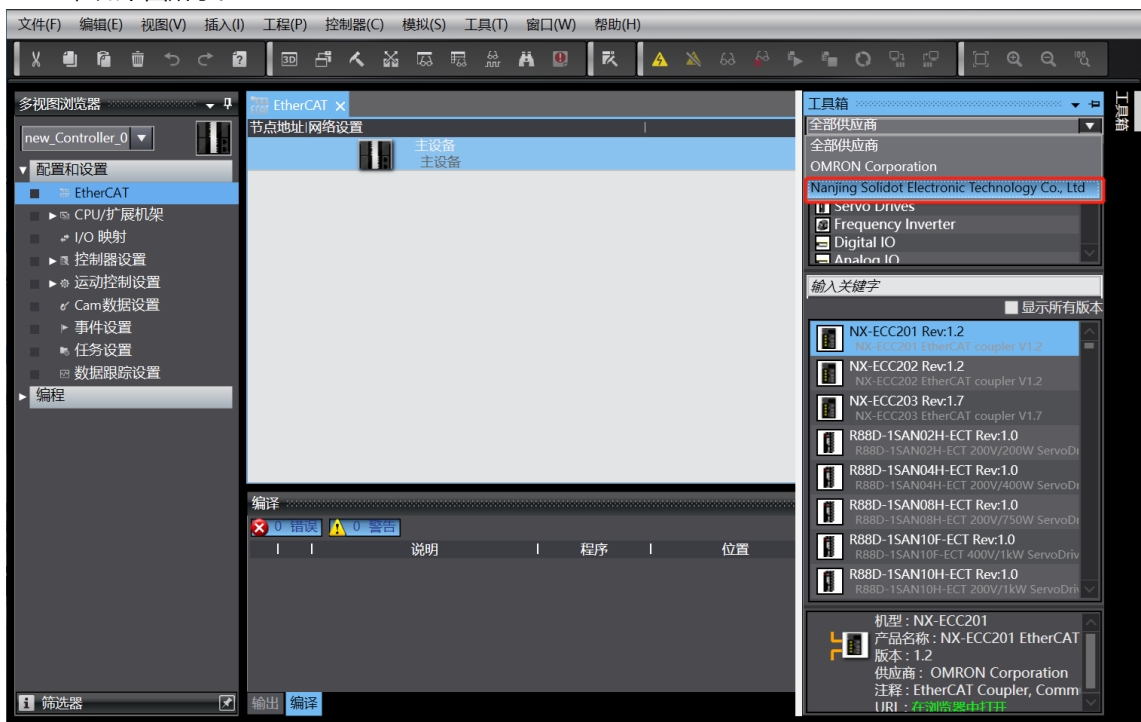 文件(F) 编辑(E) 视图(V) 插入(I) 工程(P) 控制器(C) 模拟(S) 工具(T) 窗口(W) 帮助(H)
多视图浏览器
new_Controller_0
配置和设置
EtherCAT
CPU/扩展机架
I/O 映射
控制器设置
运动控制设置
Cam数据设置
事件设置
任务设置
数据跟踪设置
编程
筛选器
EtherCAT
节点地址 网络设置
主设备
主设备
编译
0 错误 0 警告
说明 程序 位置
输出 编译
工具箱
工具箱
全部供应商
全部供应商
OMRON Corporation
Nanjing Solidot Electronic Technology Co., Ltd
Servo Drives
Frequency Inverter
Digital IO
Analog IO
输入关键字
显示所有版本
NX-ECC201 Rev:1.2
NX-ECC201 EtherCAT coupler V1.2
NX-ECC202 Rev:1.2
NX-ECC202 EtherCAT coupler V1.2
NX-ECC203 Rev:1.7
NX-ECC203 EtherCAT coupler V1.7
R88D-1SAN02H-ECT Rev:1.0
R88D-1SAN02H-ECT 200V/200W ServoDri
R88D-1SAN04H-ECT Rev:1.0
R88D-1SAN04H-ECT 200V/400W ServoDri
R88D-1SAN08H-ECT Rev:1.0
R88D-1SAN08H-ECT 200V/750W ServoDri
R88D-1SAN10F-ECT Rev:1.0
R88D-1SAN10F-ECT 400V/1kW ServoDriv
R88D-1SAN10H-ECT Rev:1.0
R88D-1SAN10H-ECT 200V/1kW ServoDriv
机型 : NX-ECC201
产品名称 : NX-ECC201 EtherCAT
版本 : 1.2
供应商 : OMRON Corporation
注释 : EtherCAT Coupler, Comm
URL : 在浏览器中打开